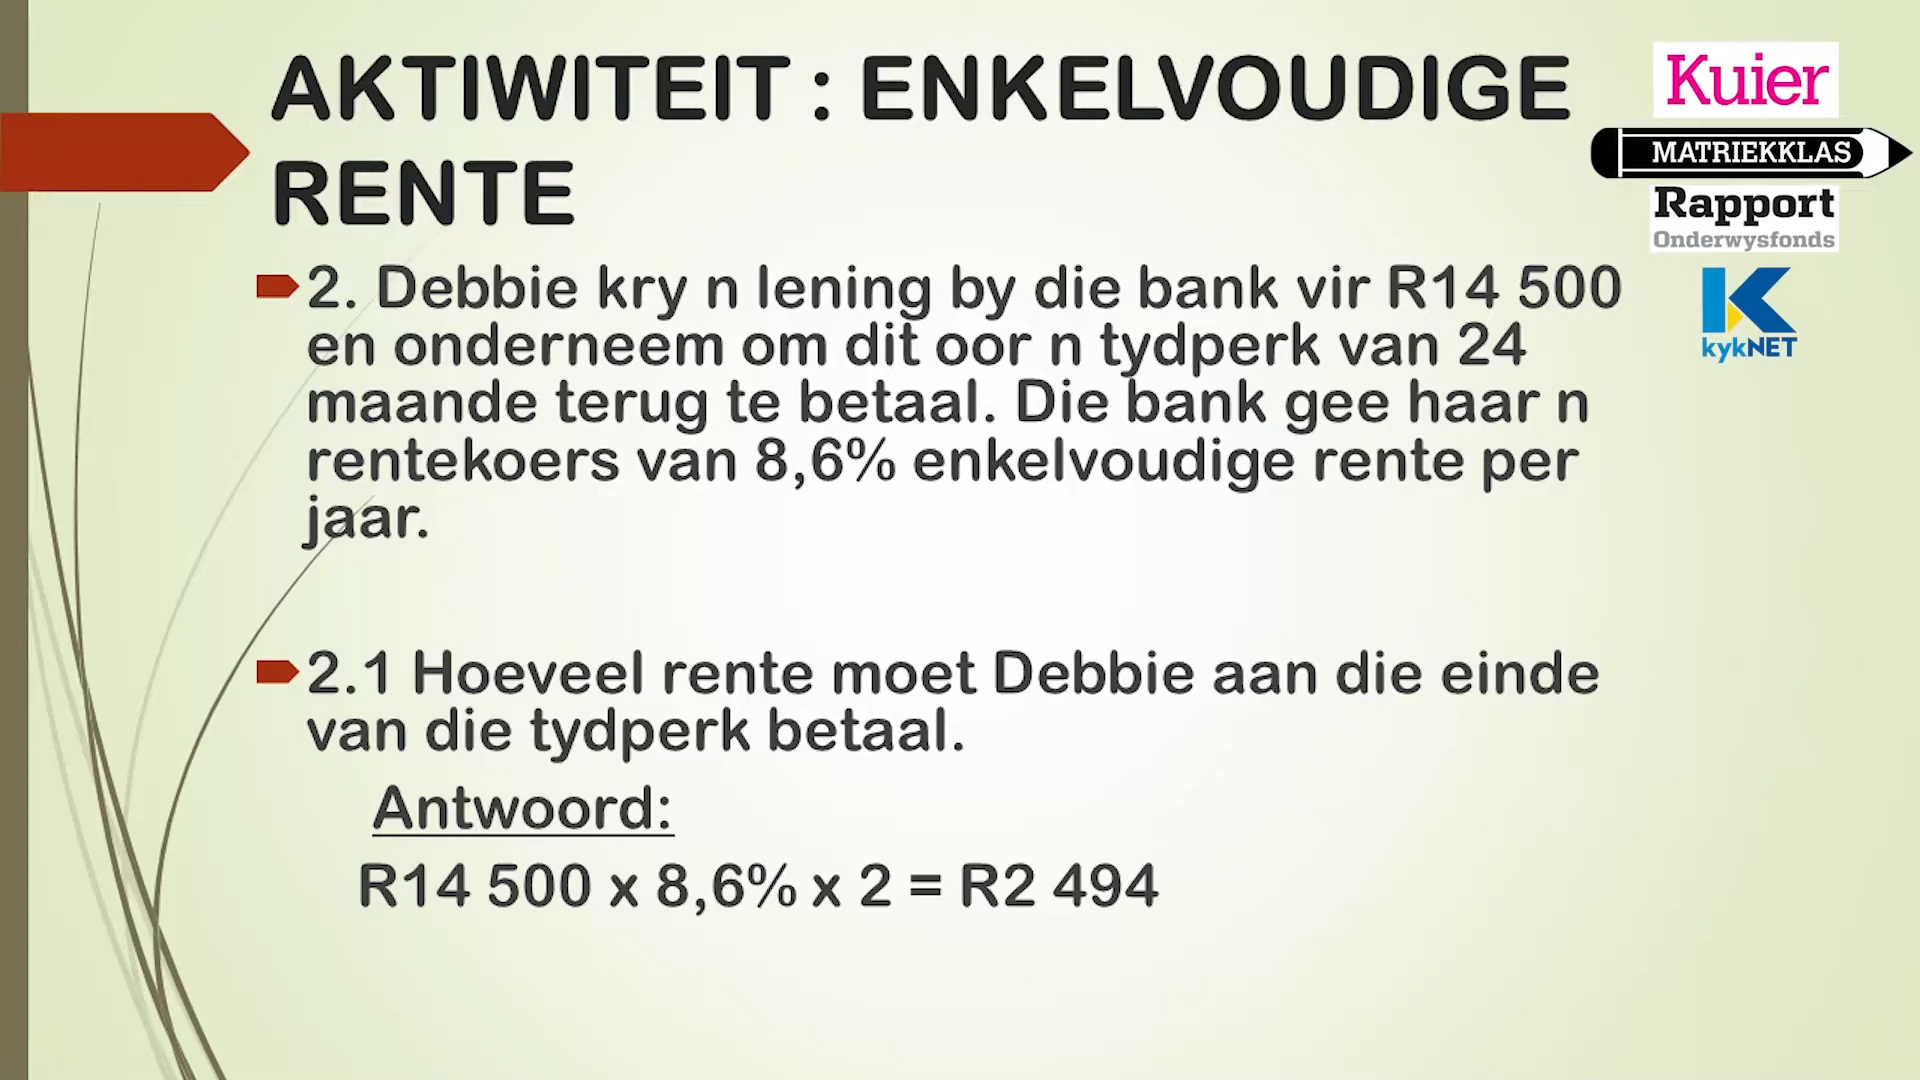 AKTIWITEIT : ENKELVOUDIGE
RENTE
2. Debbie kry n lening by die bank vir R14 500
en onderneem om dit oor n tydperk van 24
maande terug te betaal. Die bank gee haar n
rentekoers van 8,6% enkelvoudige rente per
jaar.
2.1 Hoeveel rente moet Debbie aan die einde
van die tydperk betaal.
Antwoord:
R14 500 x 8,6% x 2 = R2 494
Kuier
MATRIEKKLAS
Rapport
Onderwysfonds
kykNET